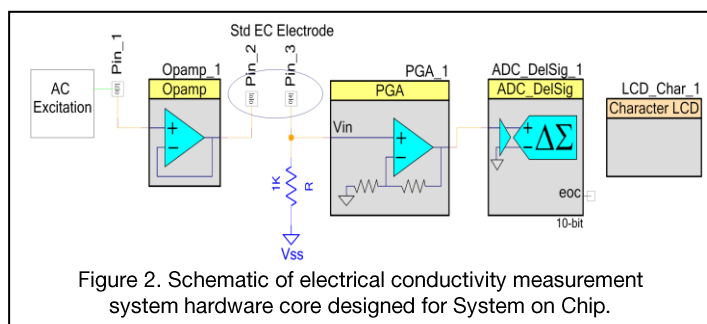 Std EC Electrode
AC
Excitation
Pin_1
Opamp_1
Opamp
+
−
Pin_2
Pin_3
PGA_1
PGA
Vin
+
−
1K
R
Vss
ADC_DelSig_1
ADC_DelSig
+
−
ΔΣ
eoc
10-bit
LCD_Char_1
Character LCD
Figure 2. Schematic of electrical conductivity measurement
system hardware core designed for System on Chip.